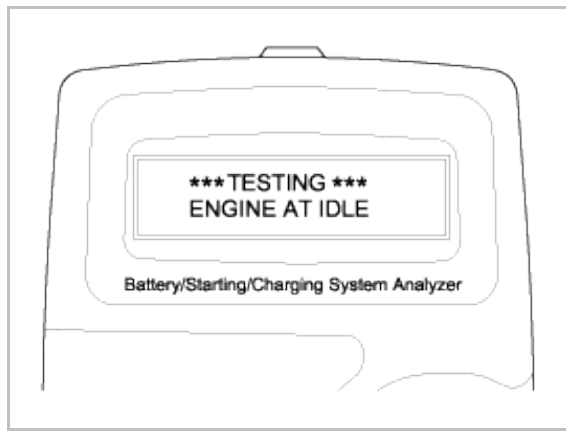 ***TESTING ***
ENGINE AT IDLE
Battery/Starting/Charging System Analyzer